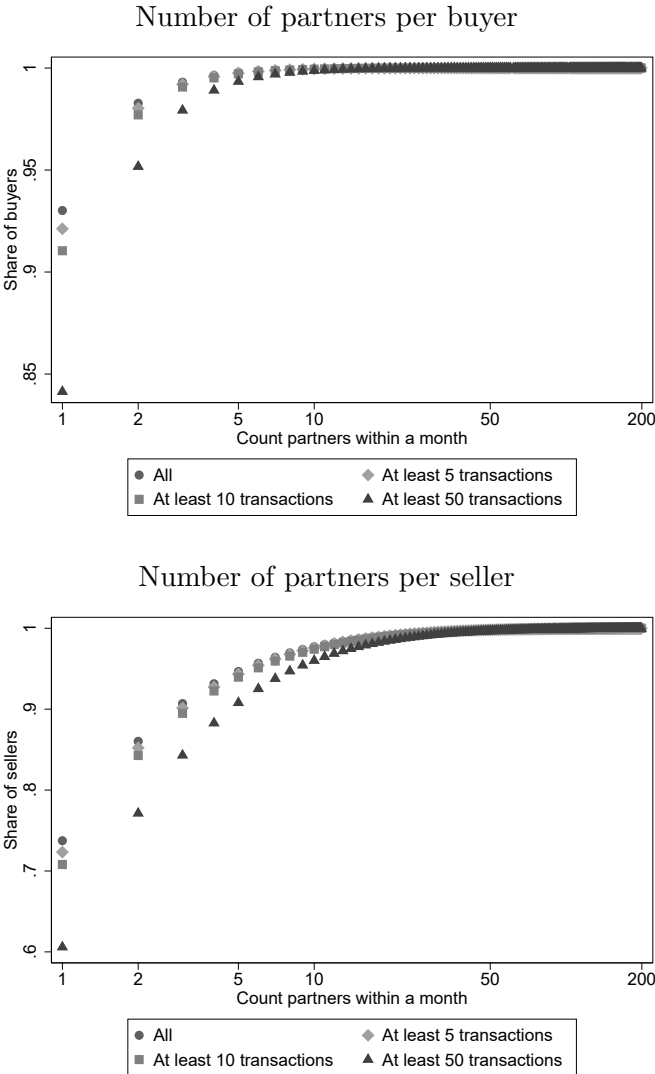 Number of partners per buyer
1
.95
.9
.85
Share of buyers
1 2 5 10 50 200
Count partners within a month
All At least 5 transactions
At least 10 transactions At least 50 transactions
Number of partners per seller
1
.9
.8
.7
.6
Share of sellers
1 2 5 10 50 200
Count partners within a month
All At least 5 transactions
At least 10 transactions At least 50 transactions